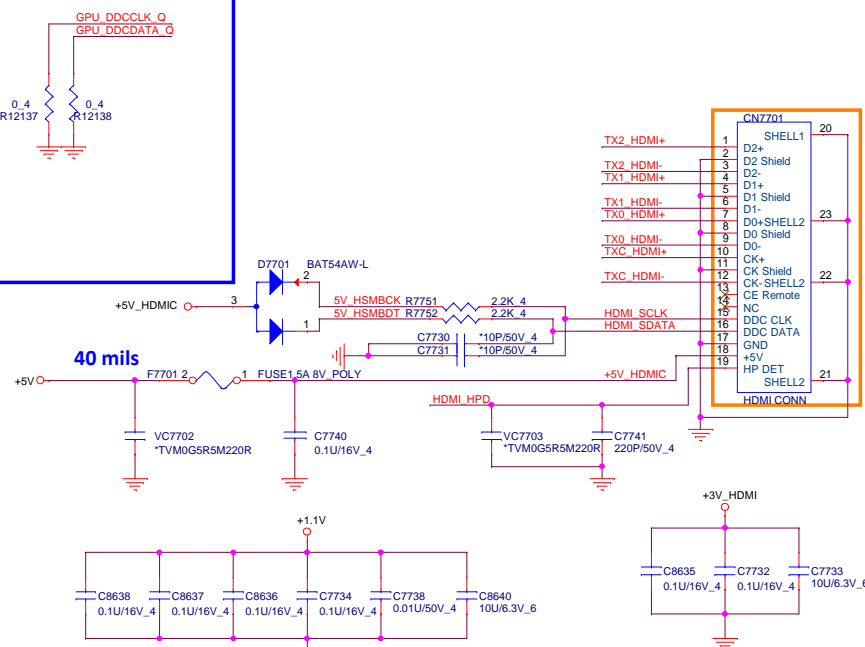 GPU_DDCCLK_Q
GPU_DDCDATA_Q
0_4
R12137
0_4
R12138
CN7701
TX2_HDMI+ 1 D2+ SHELL1 20
2 D2 Shield
TX2_HDMI- 3 D2-
TX1_HDMI+ 4 D1+
5 D1 Shield
TX1_HDMI- 6 D1-
TX0_HDMI+ 7 D0+ SHELL2 23
8 D0 Shield
TX0_HDMI- 9 D0-
TXC_HDMI+ 10 CK+
11 CK Shield
TXC_HDMI- 12 CK- SHELL2 22
13 CE Remote
14 NC
HDMI_SCLK 15 DDC CLK
HDMI_SDATA 16 DDC DATA
17 GND
+5V_HDMIC 18 +5V
19 HP DET
SHELL2 21
HDMI CONN
D7701 BAT54AW-L
+5V_HDMIC 3 2 1
5V_HSMBCK R7751 2.2K_4
5V_HSMBDT R7752 2.2K_4
C7730 *10P/50V_4
C7731 *10P/50V_4
40 mils
+5V F7701 2 1 FUSE1.5A 8V_POLY
VC7702
*TVM0G5R5M220R
C7740
0.1U/16V_4
HDMI_HPD
VC7703
*TVM0G5R5M220R
C7741
220P/50V_4
+1.1V
C8638
0.1U/16V_4
C8637
0.1U/16V_4
C8636
0.1U/16V_4
C7734
0.1U/16V_4
C7738
0.01U/50V_4
C8640
10U/6.3V_6
+3V_HDMI
C8635
0.1U/16V_4
C7732
0.1U/16V_4
C7733
10U/6.3V_6